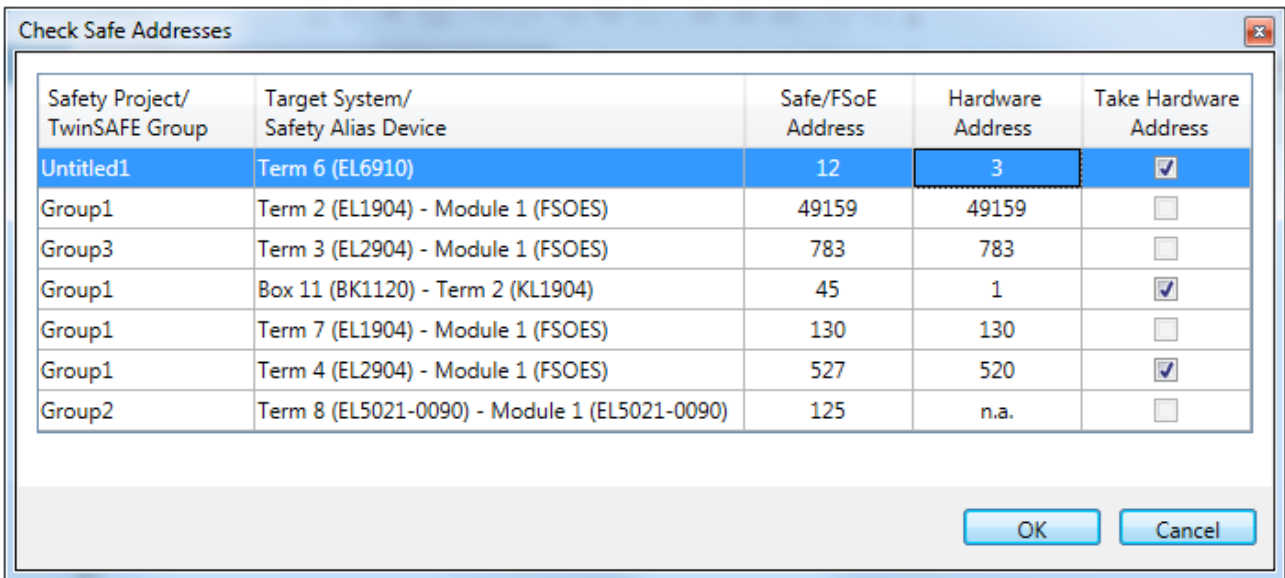 Check Safe Addresses
Safety Project/ Target System/ Safe/FSoE Hardware Take Hardware
TwinSAFE Group Safety Alias Device Address Address Address
Untitled1 Term 6 (EL6910) 12 3
Group1 Term 2 (EL1904) - Module 1 (FSOES) 49159 49159
Group3 Term 3 (EL2904) - Module 1 (FSOES) 783 783
Group1 Box 11 (BK1120) - Term 2 (KL1904) 45 1
Group1 Term 7 (EL1904) - Module 1 (FSOES) 130 130
Group1 Term 4 (EL2904) - Module 1 (FSOES) 527 520
Group2 Term 8 (EL5021-0090) - Module 1 (EL5021-0090) 125 n.a.
OK Cancel